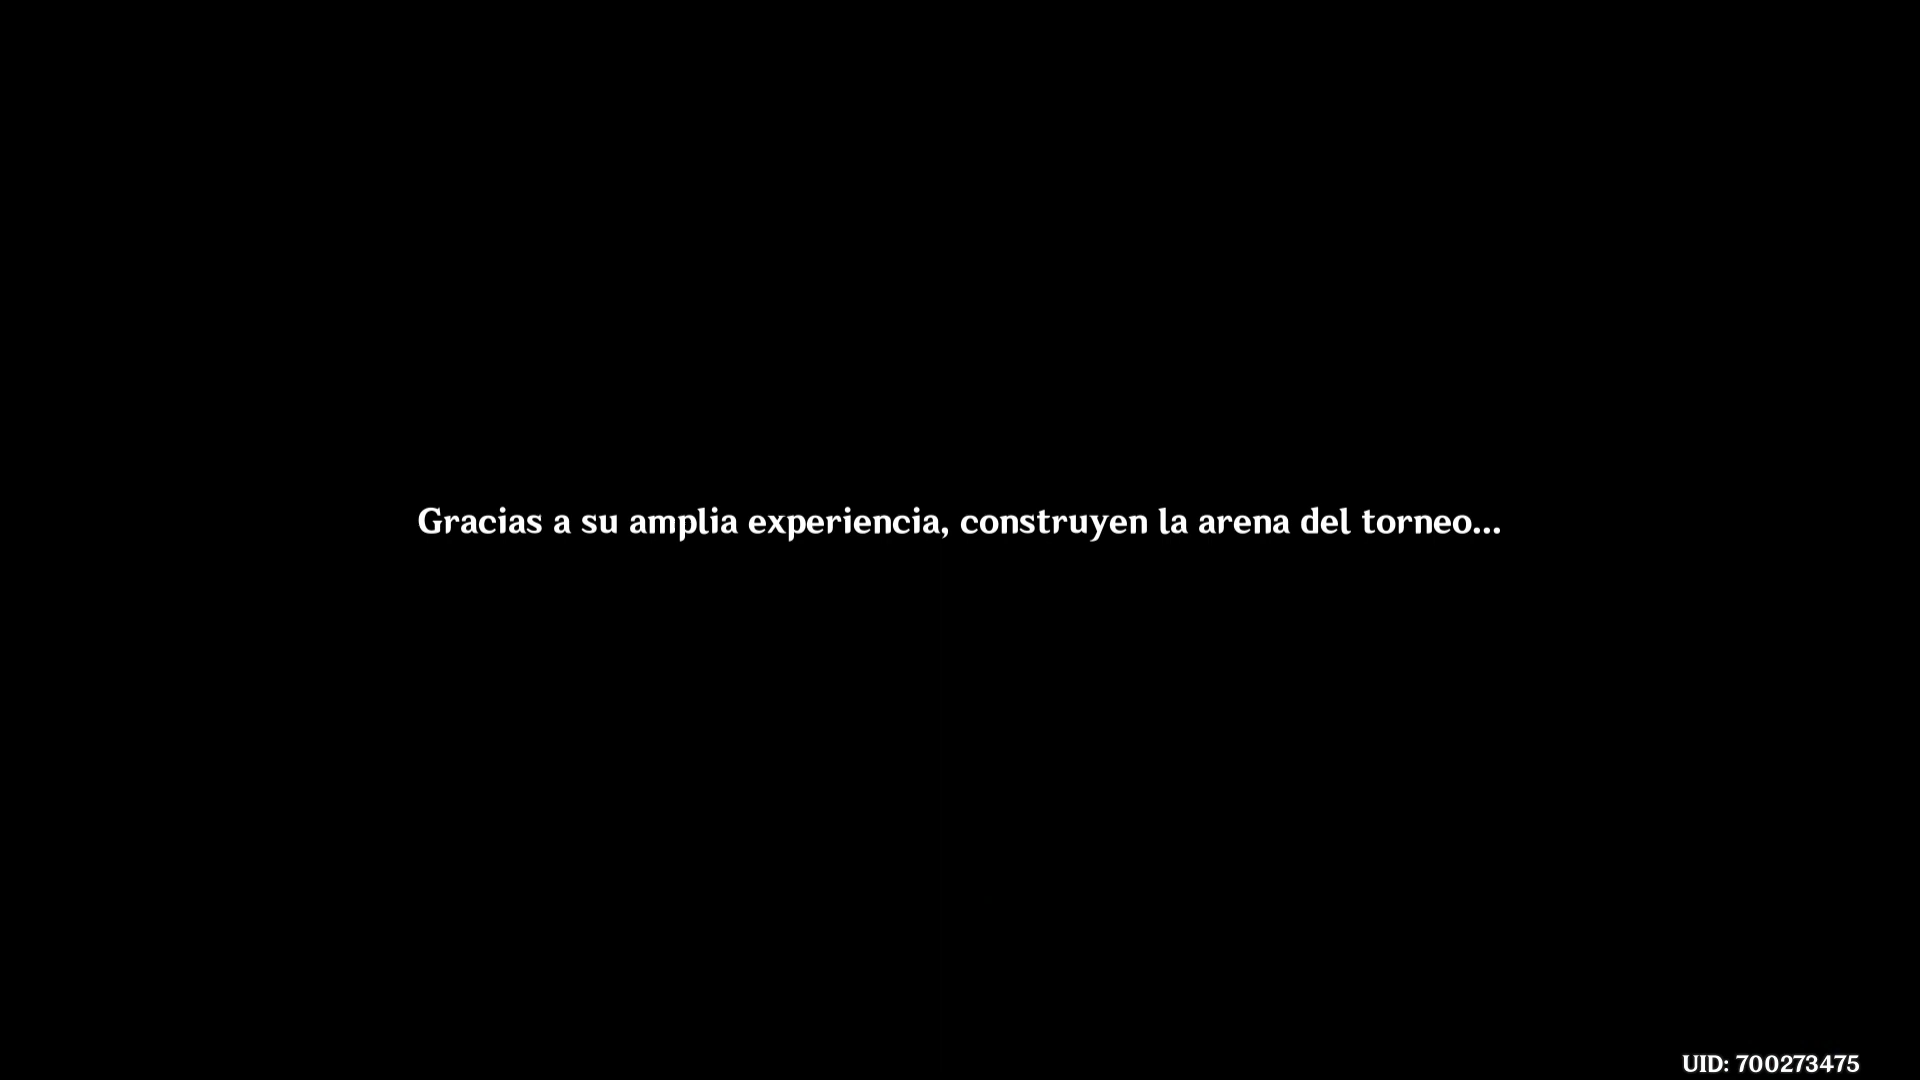 Gracias a su amplia experiencia, construyen la arena del torneo...
UID: 700273475